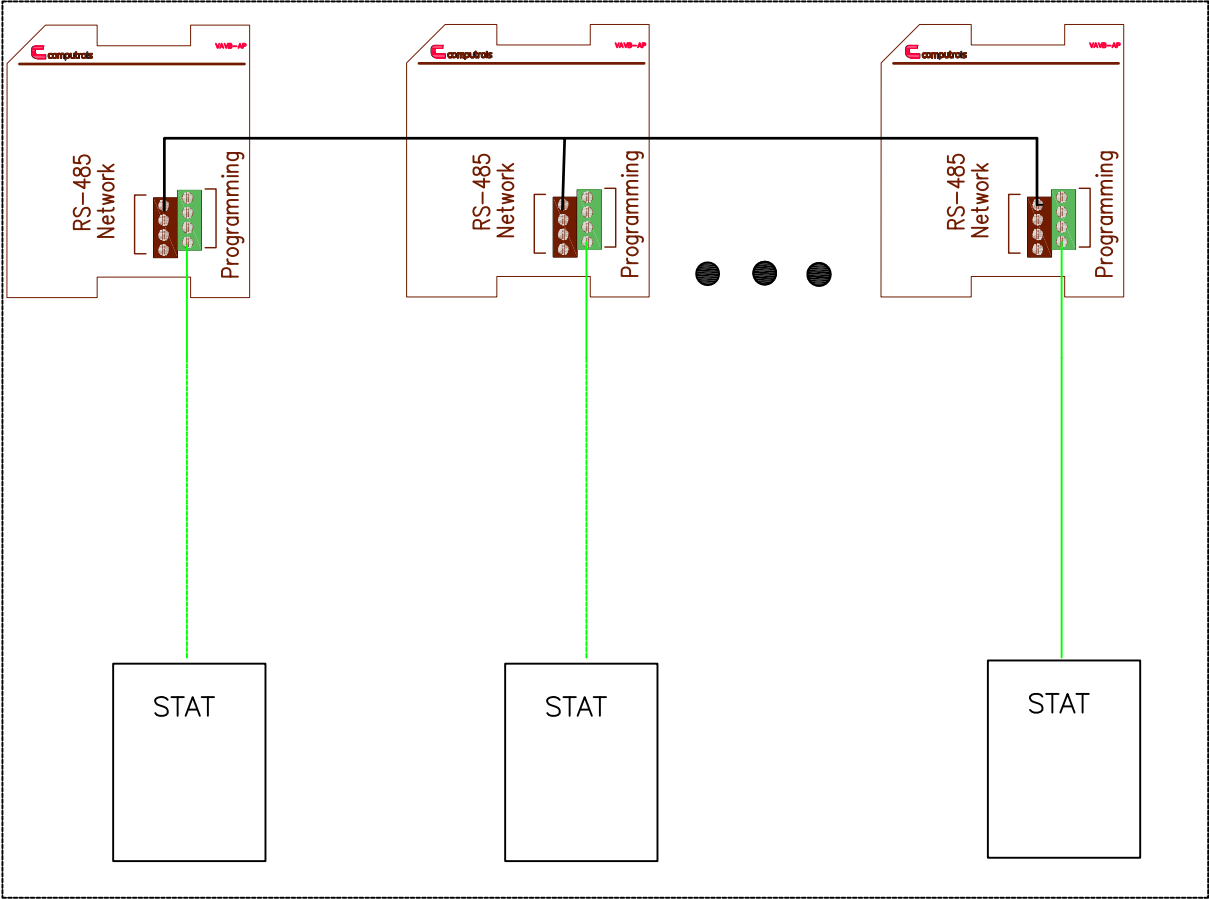 computrols
VAVB-AP
RS-485
Network
Programming
computrols
VAVB-AP
RS-485
Network
Programming
computrols
VAVB-AP
RS-485
Network
Programming
STAT
STAT
STAT